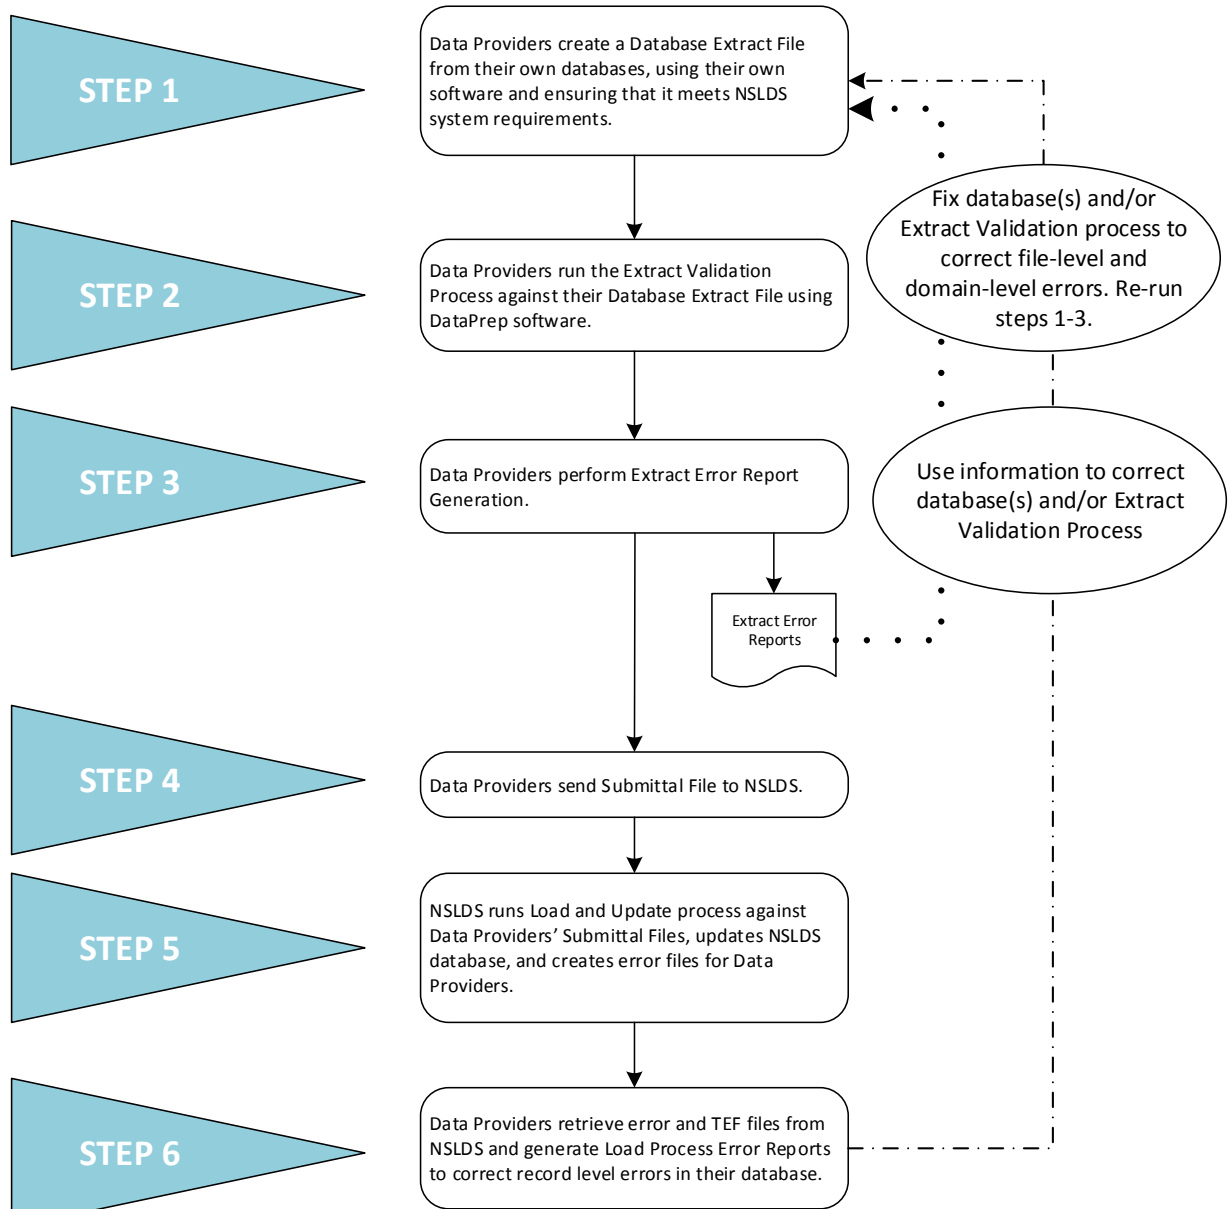 STEP 1
Data Providers create a Database Extract File
from their own databases, using their own
software and ensuring that it meets NSLDS
system requirements.
Fix database(s) and/or
Extract Validation process to
correct file-level and
domain-level errors. Re-run
steps 1-3.
STEP 2
Data Providers run the Extract Validation
Process against their Database Extract File using
DataPrep software.
STEP 3
Data Providers perform Extract Error Report
Generation.
Use information to correct
database(s) and/or Extract
Validation Process
Extract Error
Reports
STEP 4
Data Providers send Submittal File to NSLDS.
STEP 5
NSLDS runs Load and Update process against
Data Providers’ Submittal Files, updates NSLDS
database, and creates error files for Data
Providers.
STEP 6
Data Providers retrieve error and TEF files from
NSLDS and generate Load Process Error Reports
to correct record level errors in their database.